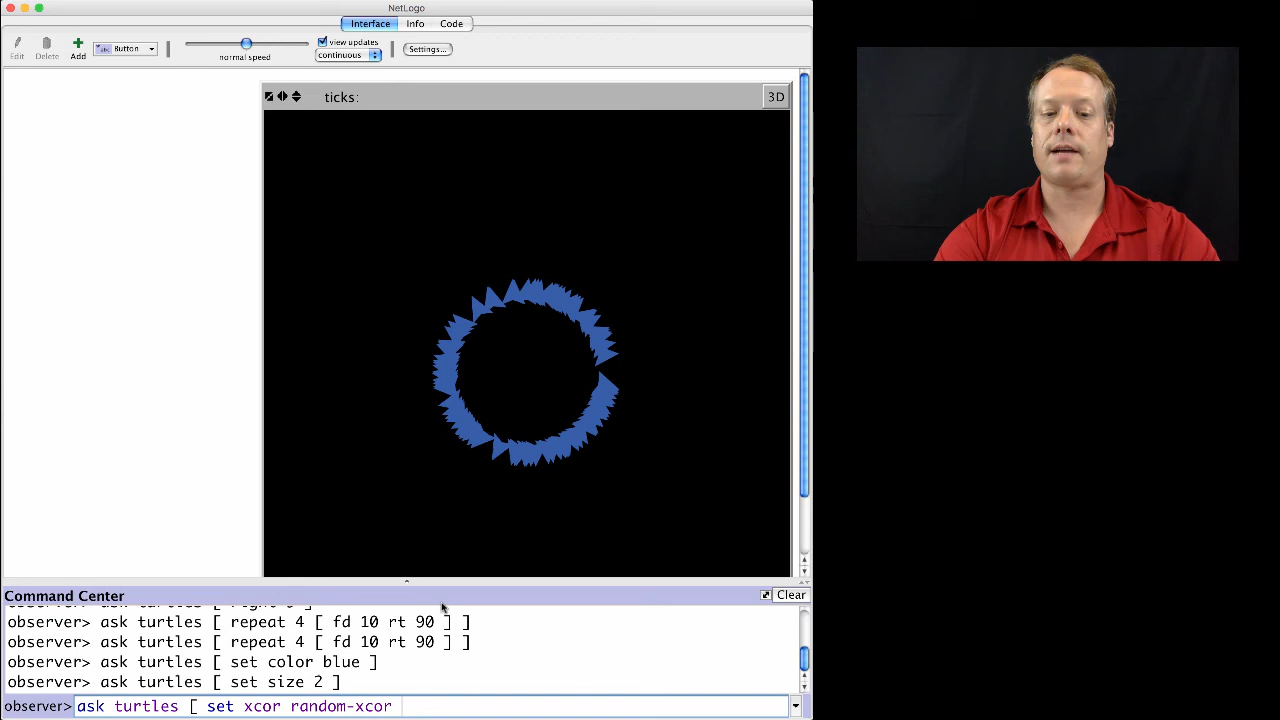 NetLogo
Interface Info Code
Edit Delete Add abc Button normal speed view updates continuous Settings...
ticks: 3D
Command Center Clear
observer> ask turtles [ repeat 4 [ fd 10 rt 90 ] ]
observer> ask turtles [ repeat 4 [ fd 10 rt 90 ] ]
observer> ask turtles [ set color blue ]
observer> ask turtles [ set size 2 ]
observer> ask turtles [ set xcor random-xcor